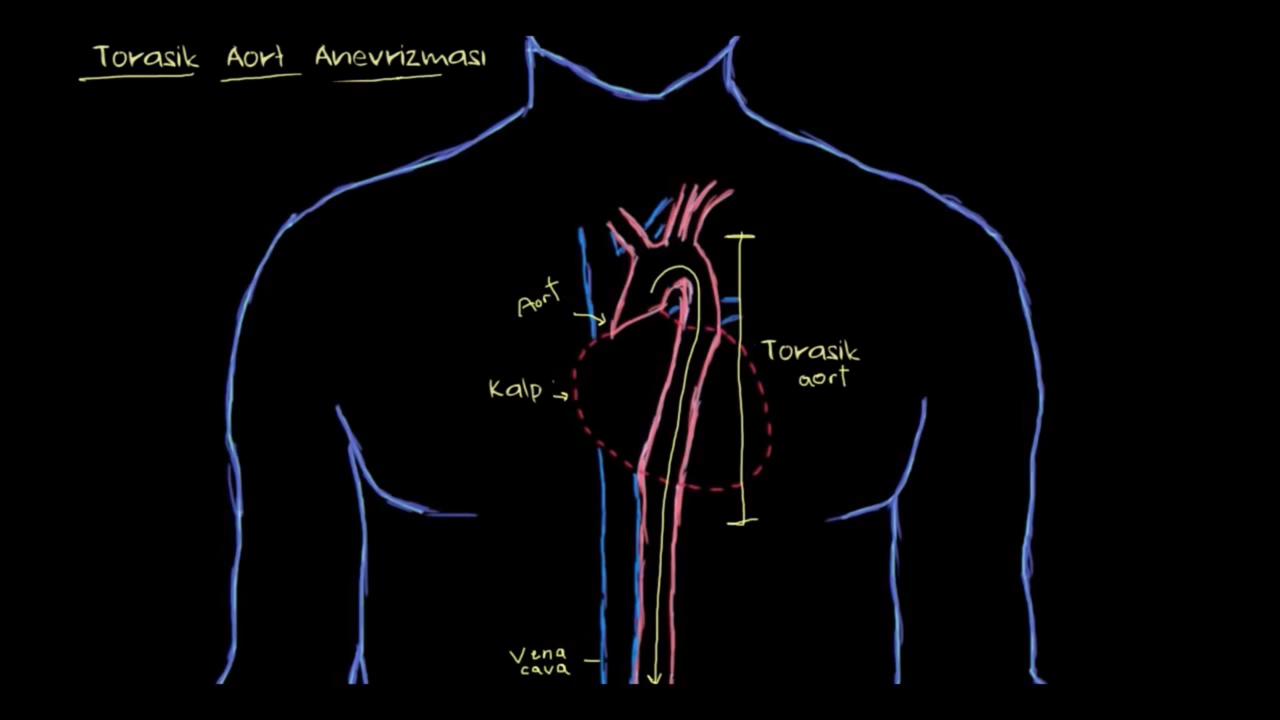 Torasik Aort Anevrizması
Aort
Torasik
aort
Kalp
Vena
cava